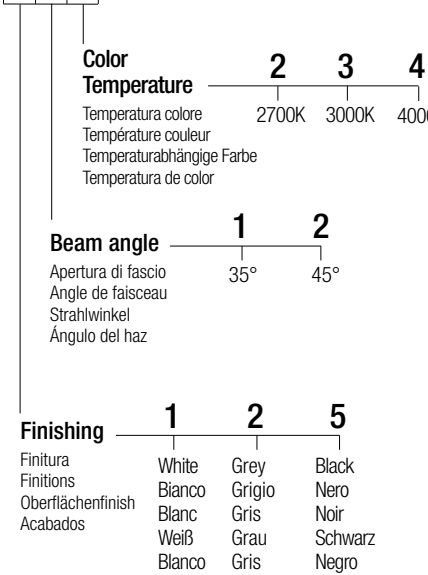 Color
Temperature
2 3 4
Temperatura colore
Température couleur
Temperaturabhängige Farbe
Temperatura de color
2700K 3000K
Beam angle
1 2
Apertura di fascio
Angle de faisceau
Strahlwinkel
Ángulo del haz
35° 45°
Finishing
1 2 5
Finitura
Finitions
Oberflächenfinish
Acabados
White Grey Black
Bianco Grigio Nero
Blanc Gris Noir
Weiß Grau Schwarz
Blanco Gris Negro